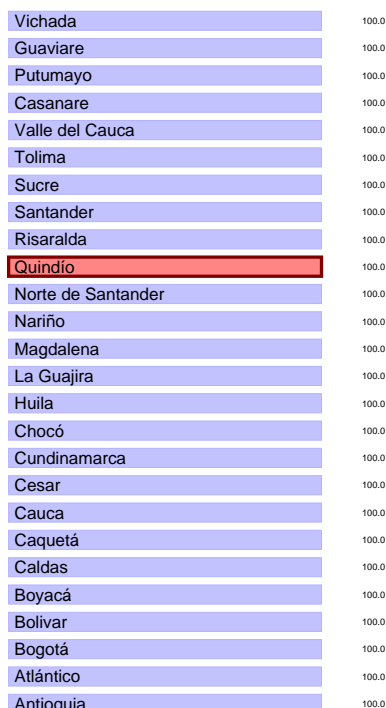 Vichada 100.0
Guaviare 100.0
Putumayo 100.0
Casanare 100.0
Valle del Cauca 100.0
Tolima 100.0
Sucre 100.0
Santander 100.0
Risaralda 100.0
Quindío 100.0
Norte de Santander 100.0
Nariño 100.0
Magdalena 100.0
La Guajira 100.0
Huila 100.0
Chocó 100.0
Cundinamarca 100.0
Cesar 100.0
Cauca 100.0
Caquetá 100.0
Caldas 100.0
Boyacá 100.0
Bolivar 100.0
Bogotá 100.0
Atlántico 100.0
Antioquia 100.0